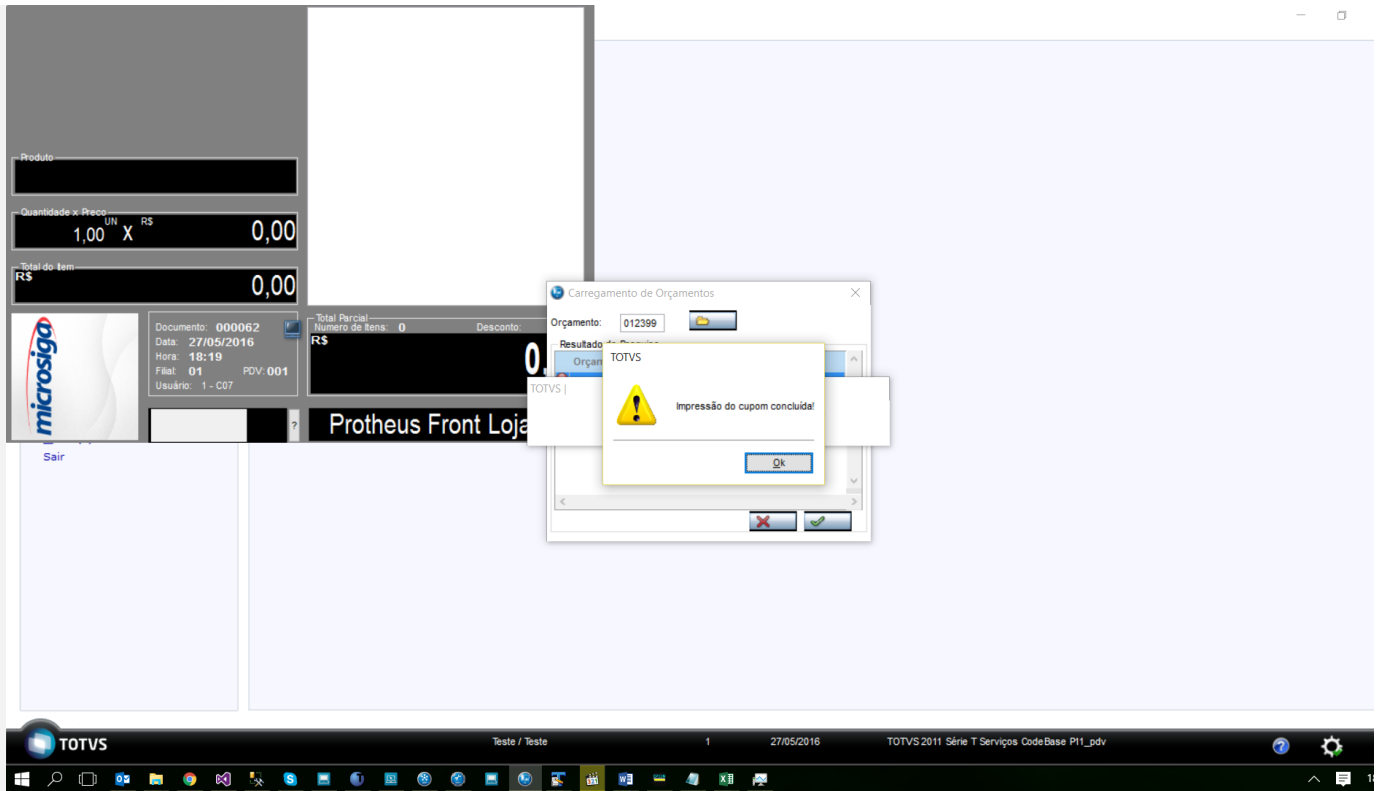 Produto
Quantidade x Preço
1,00 UN X R$ 0,00
Total do Item
R$ 0,00
microsiga
Documento: 000062
Data: 27/05/2016
Hora: 18:19
Filial: 01 PDV: 001
Usuário: 1 - C07
?
Total Parcial
Numero de Itens: 0 Desconto:
R$ 0,
Protheus Front Loja
Sair
Carregamento de Orçamentos
Orçamento: 012399
Orçam
TOTVS |
TOTVS
Impressão do cupom concluída!
Ok
TOTVS
Teste / Teste
1
27/05/2016
TOTVS 2011 Série T Serviços CodeBase P11_pdv
?
18